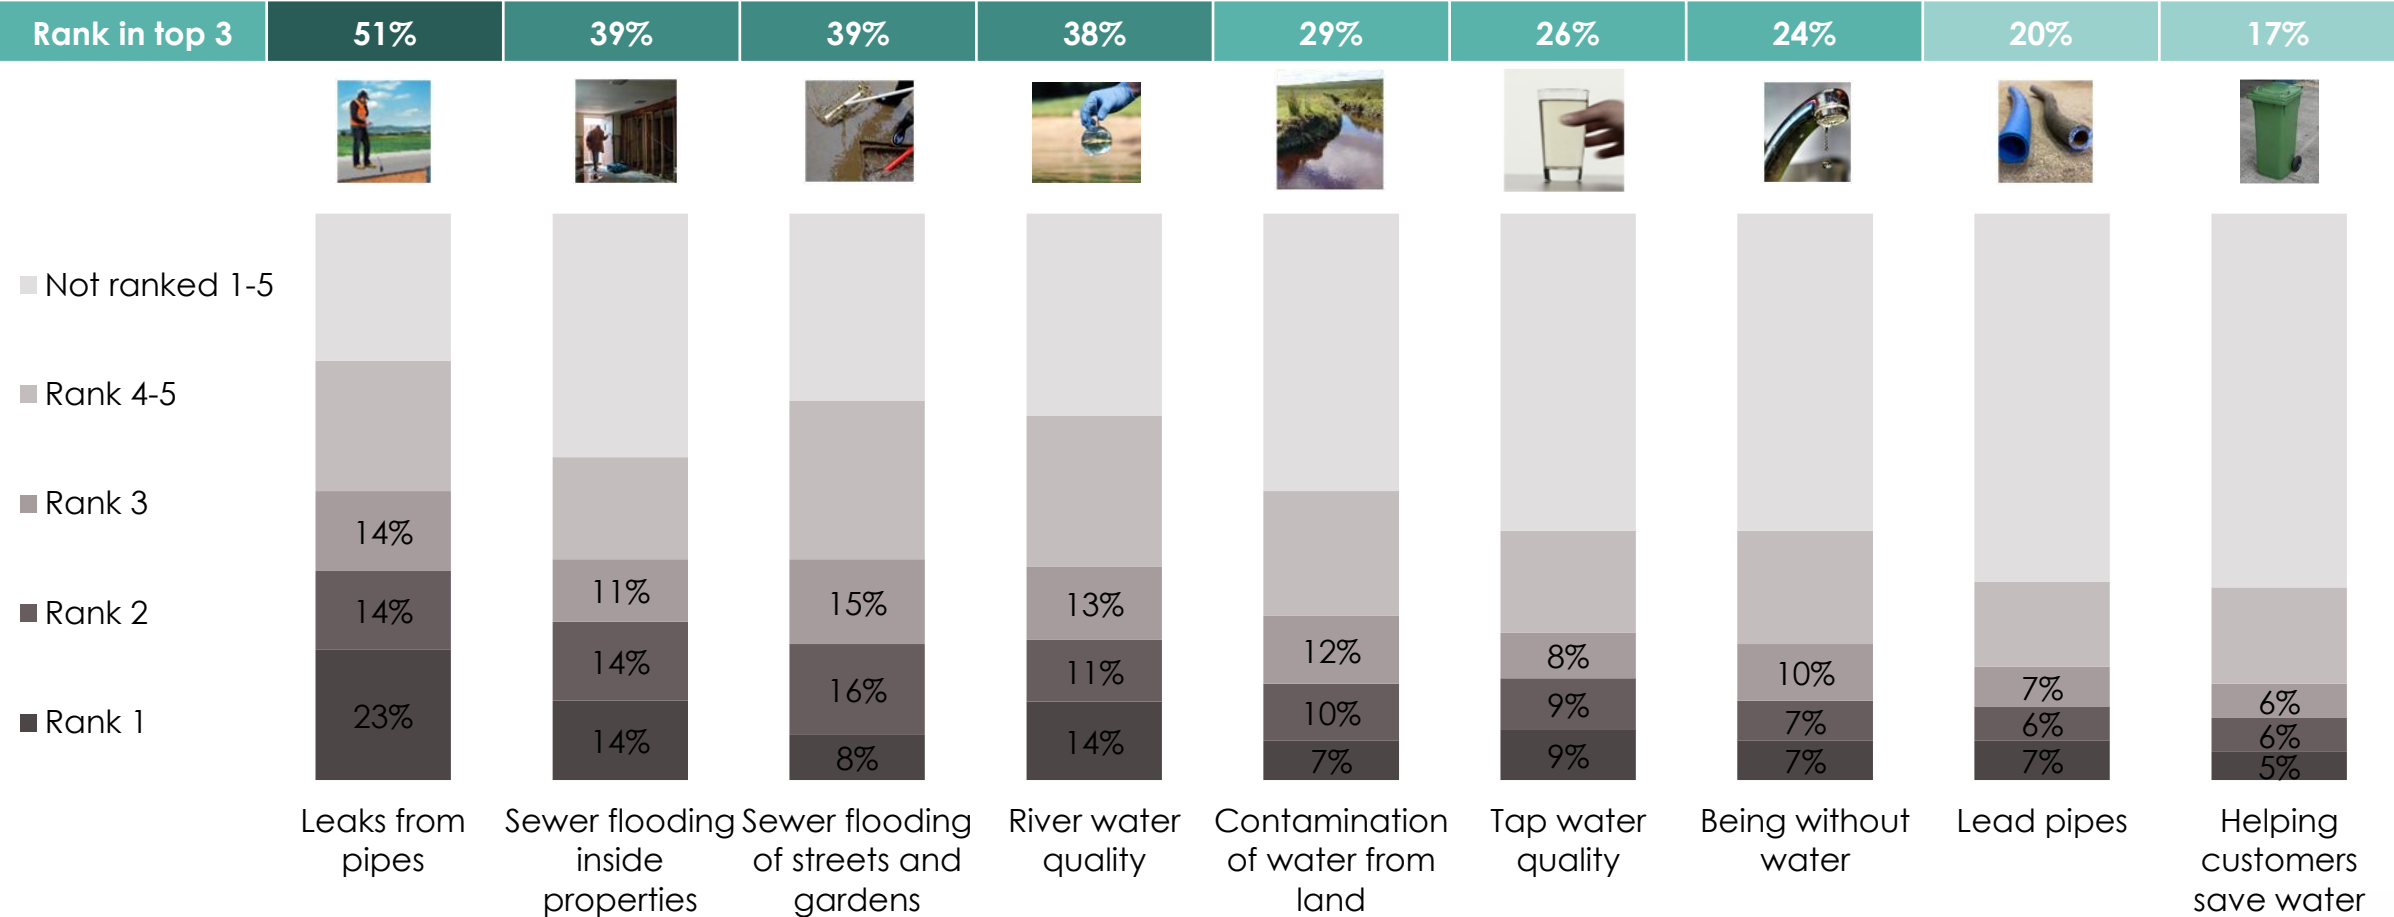 Rank in top 3 51% 39% 39% 38% 29% 26% 24% 20% 17%
Not ranked 1-5
Rank 4-5
Rank 3
Rank 2
Rank 1
14%
14%
23%
11%
14%
14%
15%
16%
8%
13%
11%
14%
12%
10%
7%
8%
9%
9%
10%
7%
7%
7%
6%
7%
6%
6%
5%
Leaks from
pipes
Sewer flooding
inside
properties
Sewer flooding
of streets and
gardens
River water
quality
Contamination
of water from
land
Tap water
quality
Being without
water
Lead pipes
Helping
customers
save water